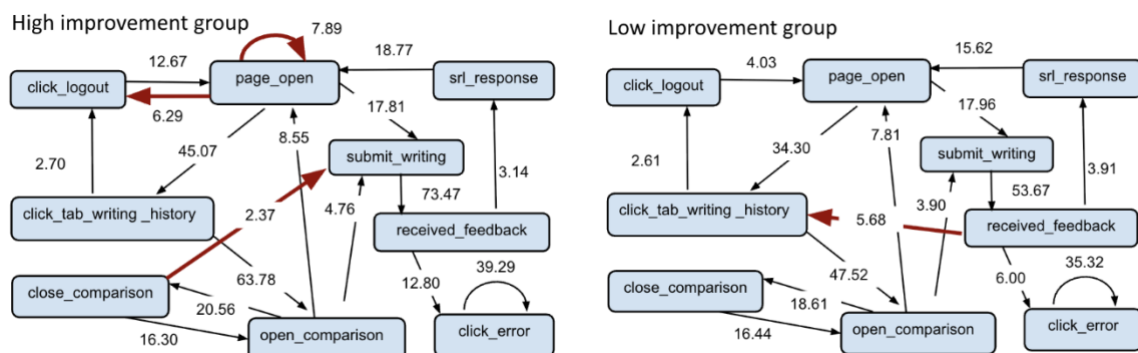 High improvement group
7.89
12.67
18.77
page_open
srl_response
click_logout
6.29
17.81
8.55
45.07
submit_writing
2.70
3.14
73.47
4.76
click_tab_writing _history
2.37
received_feedback
63.78
39.29
12.80
close_comparison
20.56
16.30
open_comparison
click_error
Low improvement group
15.62
4.03
page_open
srl_response
click_logout
17.96
7.81
34.30
submit_writing
2.61
3.91
53.67
3.90
click_tab_writing _history
5.68
received_feedback
47.52
35.32
6.00
close_comparison
18.61
16.44
open_comparison
click_error